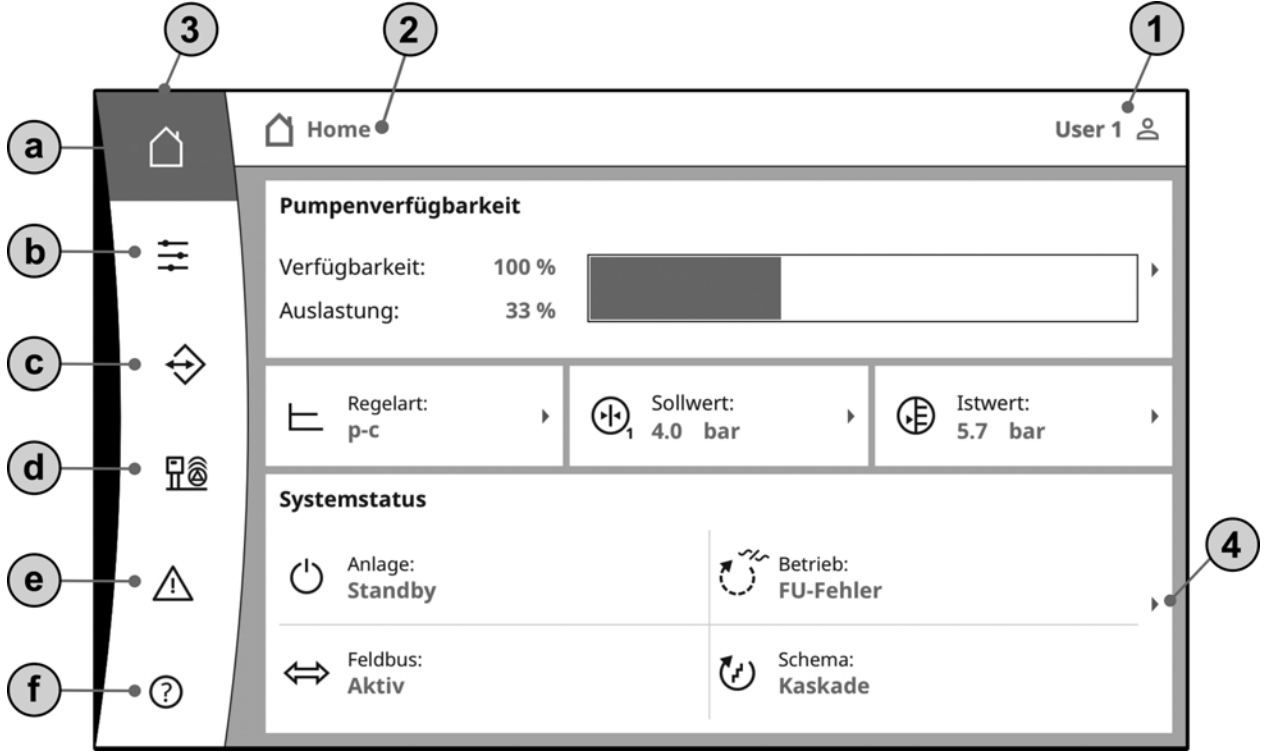 3
2
1
a
Home
User 1
Pumpenverfügbarkeit
b
Verfügbarkeit: 100 %
Auslastung: 33 %
c
Regelart:
p-c
1
Sollwert:
4.0 bar
Istwert:
5.7 bar
d
Systemstatus
4
e
Anlage:
Standby
Betrieb:
FU-Fehler
f
?
Feldbus:
Aktiv
Schema:
Kaskade